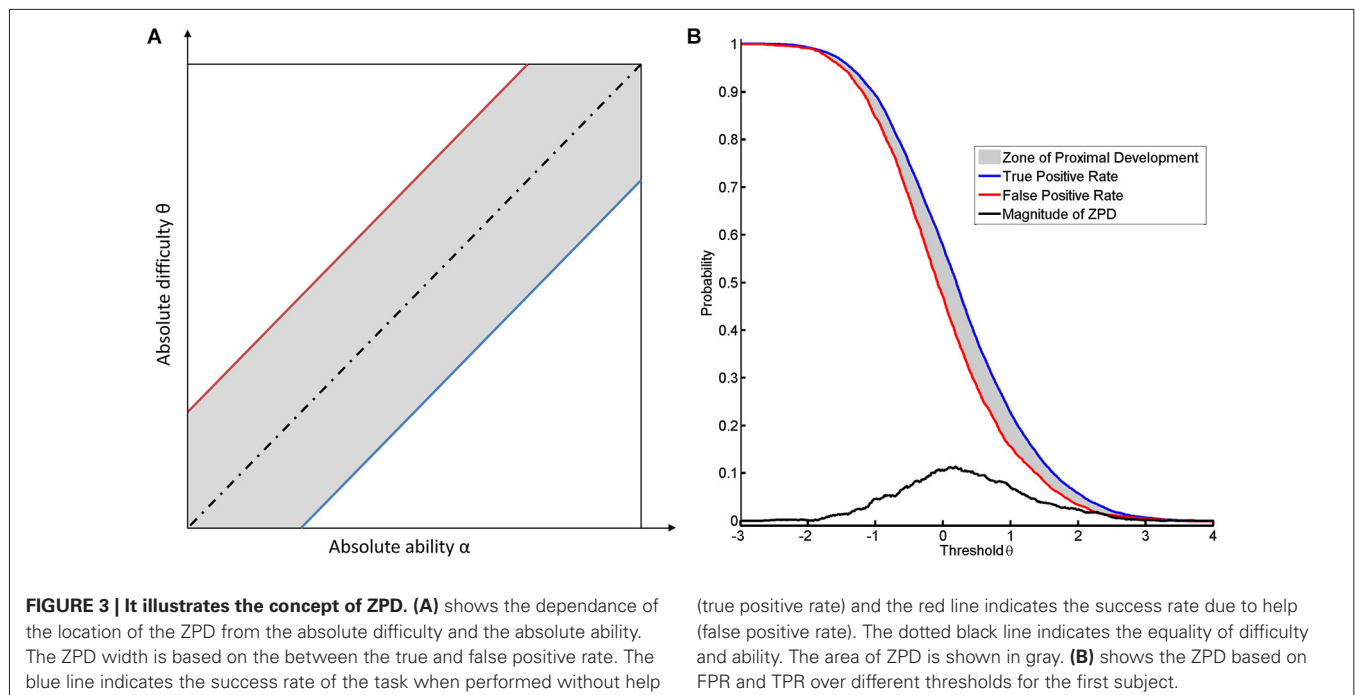 A
Absolute difficulty θ
Absolute ability α
B
1
0.9
0.8
0.7
0.6
0.5
0.4
0.3
0.2
0.1
0
Probability
-3
-2
-1
0
1
2
3
4
Threshold θ
Zone of Proximal Development
True Positive Rate
False Positive Rate
Magnitude of ZPD
FIGURE 3 | It illustrates the concept of ZPD. (A) shows the dependance of
the location of the ZPD from the absolute difficulty and the absolute ability.
The ZPD width is based on the between the true and false positive rate. The
blue line indicates the success rate of the task when performed without help
(true positive rate) and the red line indicates the success rate due to help
(false positive rate). The dotted black line indicates the equality of difficulty
and ability. The area of ZPD is shown in gray. (B) shows the ZPD based on
FPR and TPR over different thresholds for the first subject.